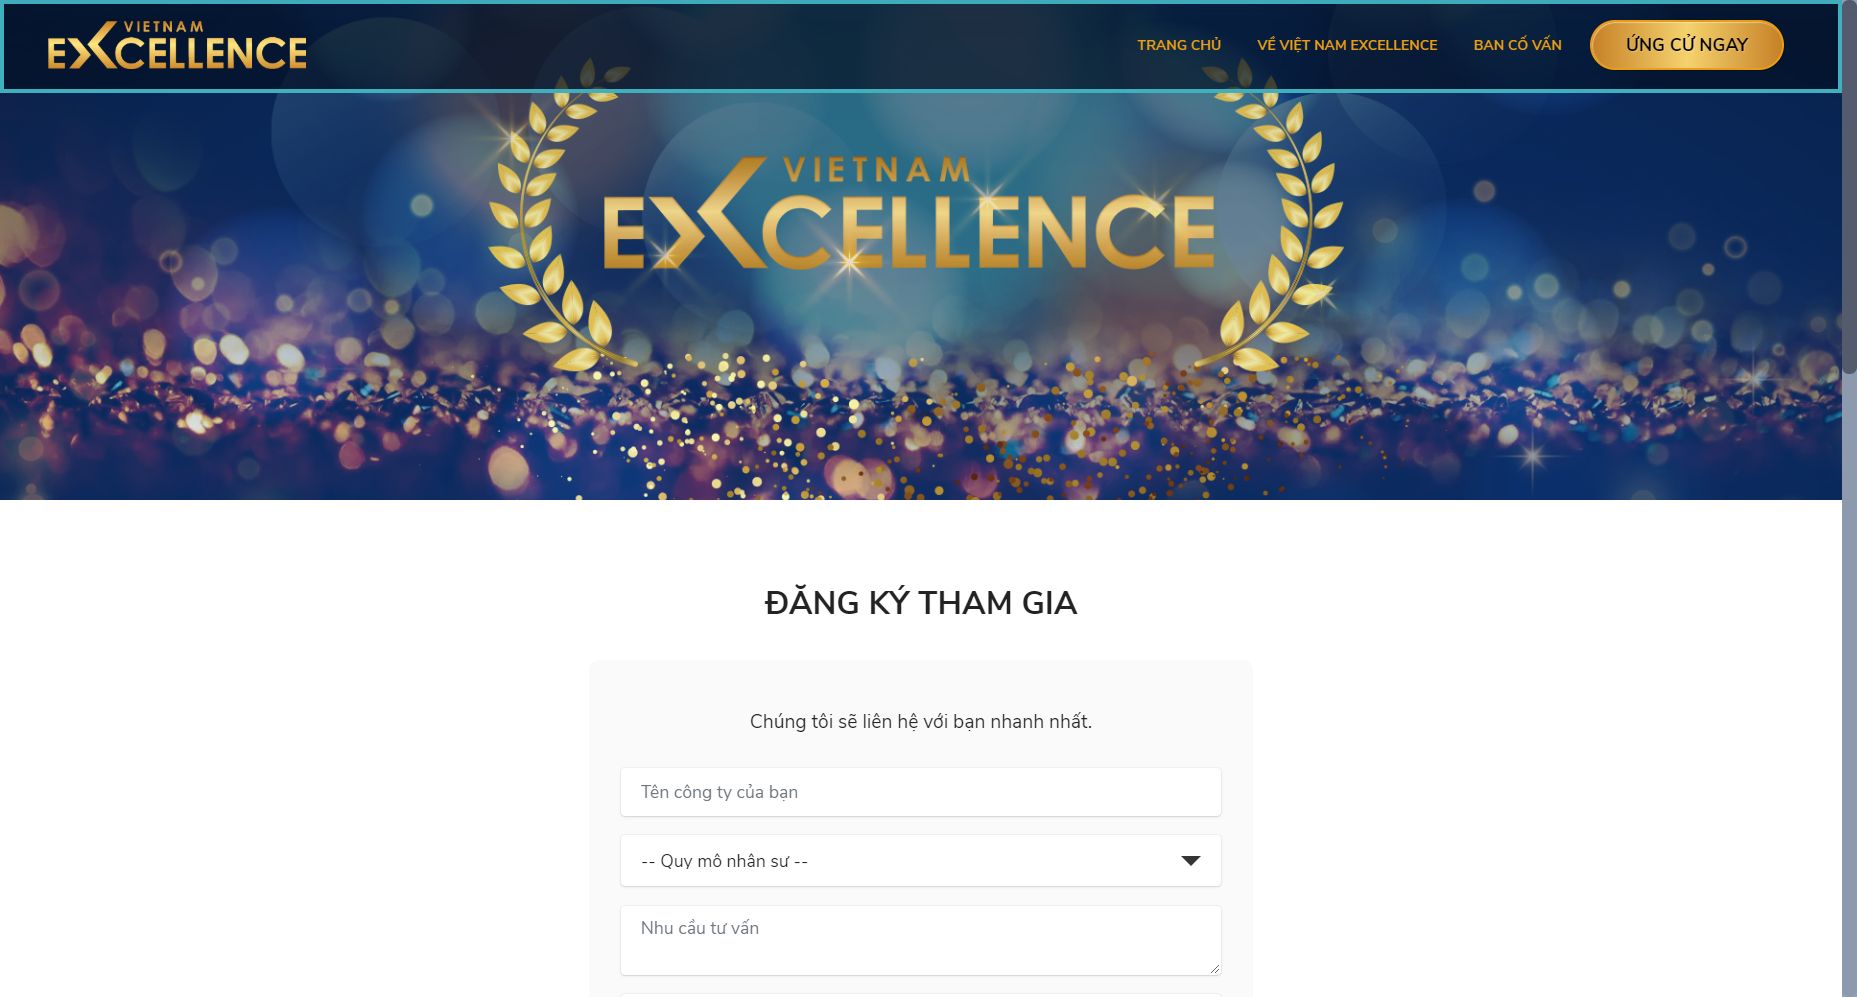 VIETNAM
EXCELLENCE
TRANG CHỦ
VỀ VIỆT NAM EXCELLENCE
BAN CỐ VẤN
ỨNG CỬ NGAY
VIETNAM
EXCELLENCE
ĐĂNG KÝ THAM GIA
Chúng tôi sẽ liên hệ với bạn nhanh nhất.
Tên công ty của bạn
-- Quy mô nhân sự --
Nhu cầu tư vấn